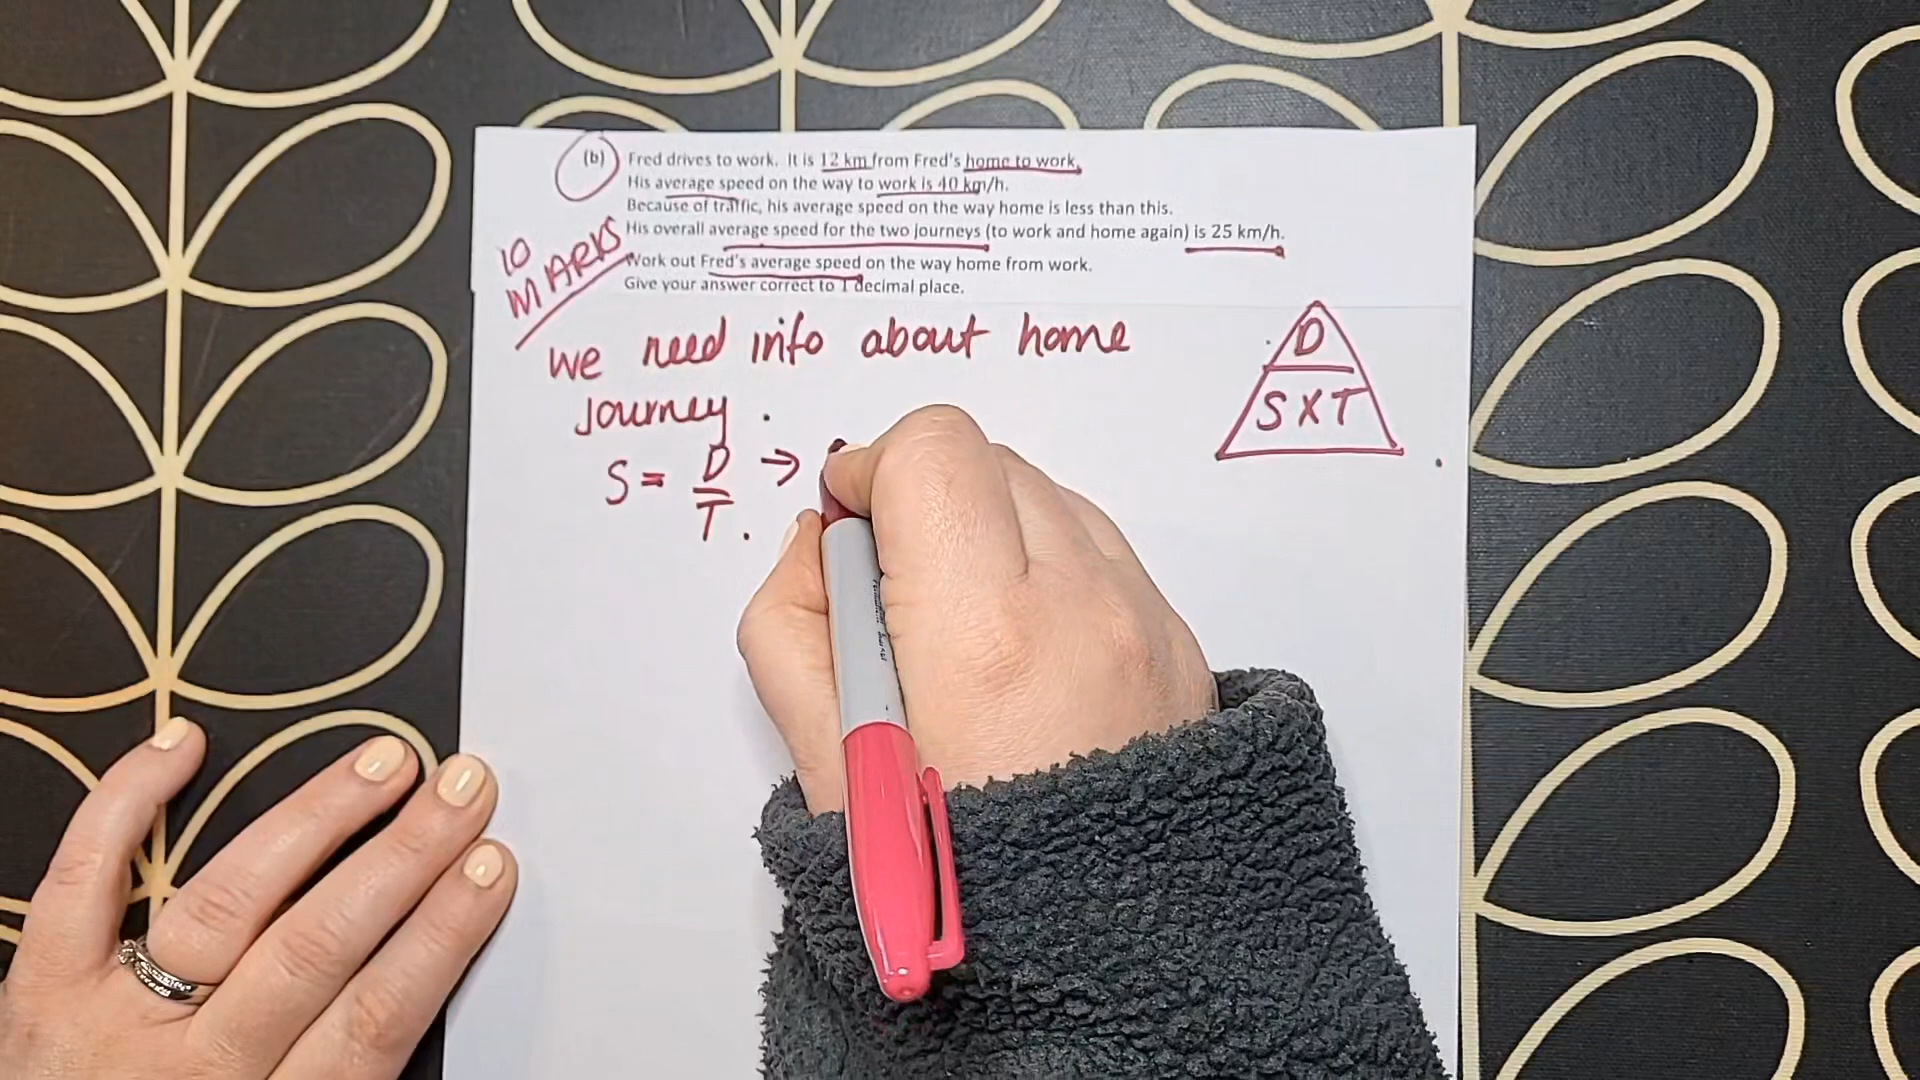 (b) Fred drives to work. It is 12 km from Fred's home to work.
His average speed on the way to work is 40 km/h.
Because of traffic, his average speed on the way home is less than this.
His overall average speed for the two journeys (to work and home again) is 25 km/h.
Work out Fred's average speed on the way home from work.
Give your answer correct to 1 decimal place.
10
MARKS
we need info about home
journey.
S = D/T. →
D
S X T